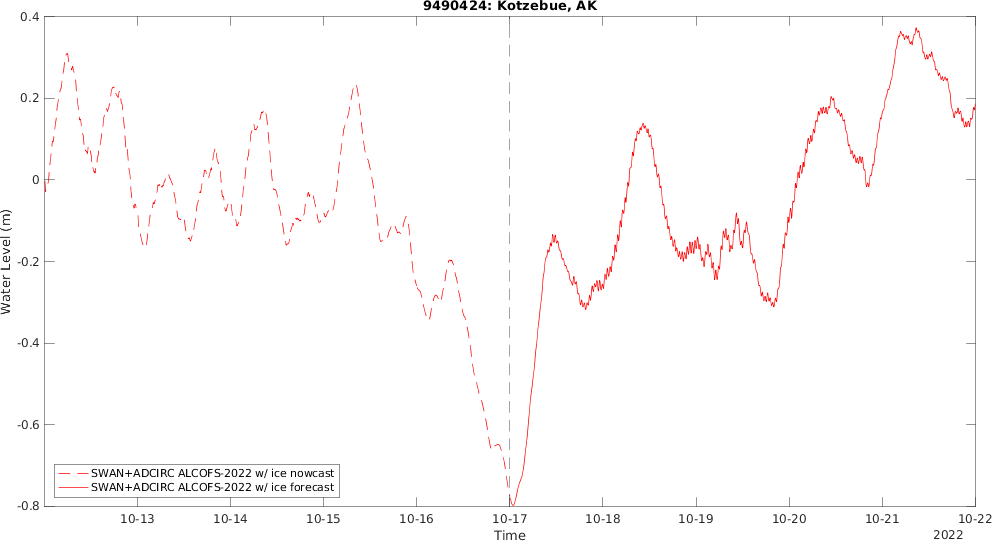 9490424: Kotzebue, AK
0.4
0.2
0
-0.2
-0.4
-0.6
-0.8
Water Level (m)
SWAN+ADCIRC ALCOFS-2022 w/ ice nowcast
SWAN+ADCIRC ALCOFS-2022 w/ ice forecast
10-13 10-14 10-15 10-16 10-17 10-18 10-19 10-20 10-21 10-22
Time
2022